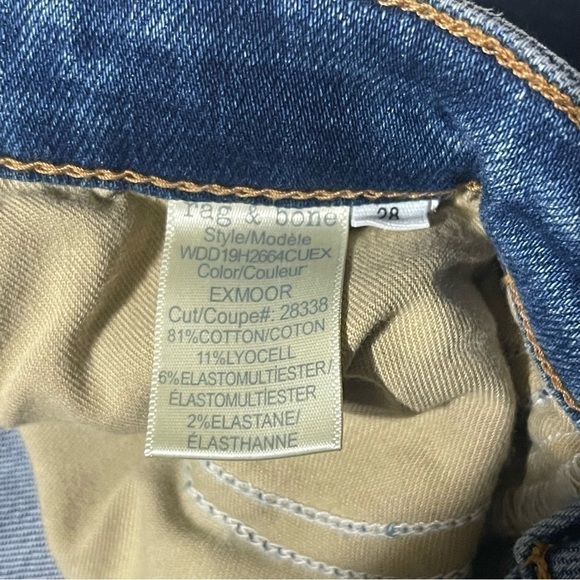 rag & bone
28
Style/Modèle
WDD19H2664CUEX
Color/Couleur
EXMOOR
Cut/Coupe#: 28338
81%COTTON/COTON
11%LYOCELL
6%ELASTOMULTIESTER/
ÉLASTOMULTIESTER
2%ELASTANE/
ÉLASTHANNE